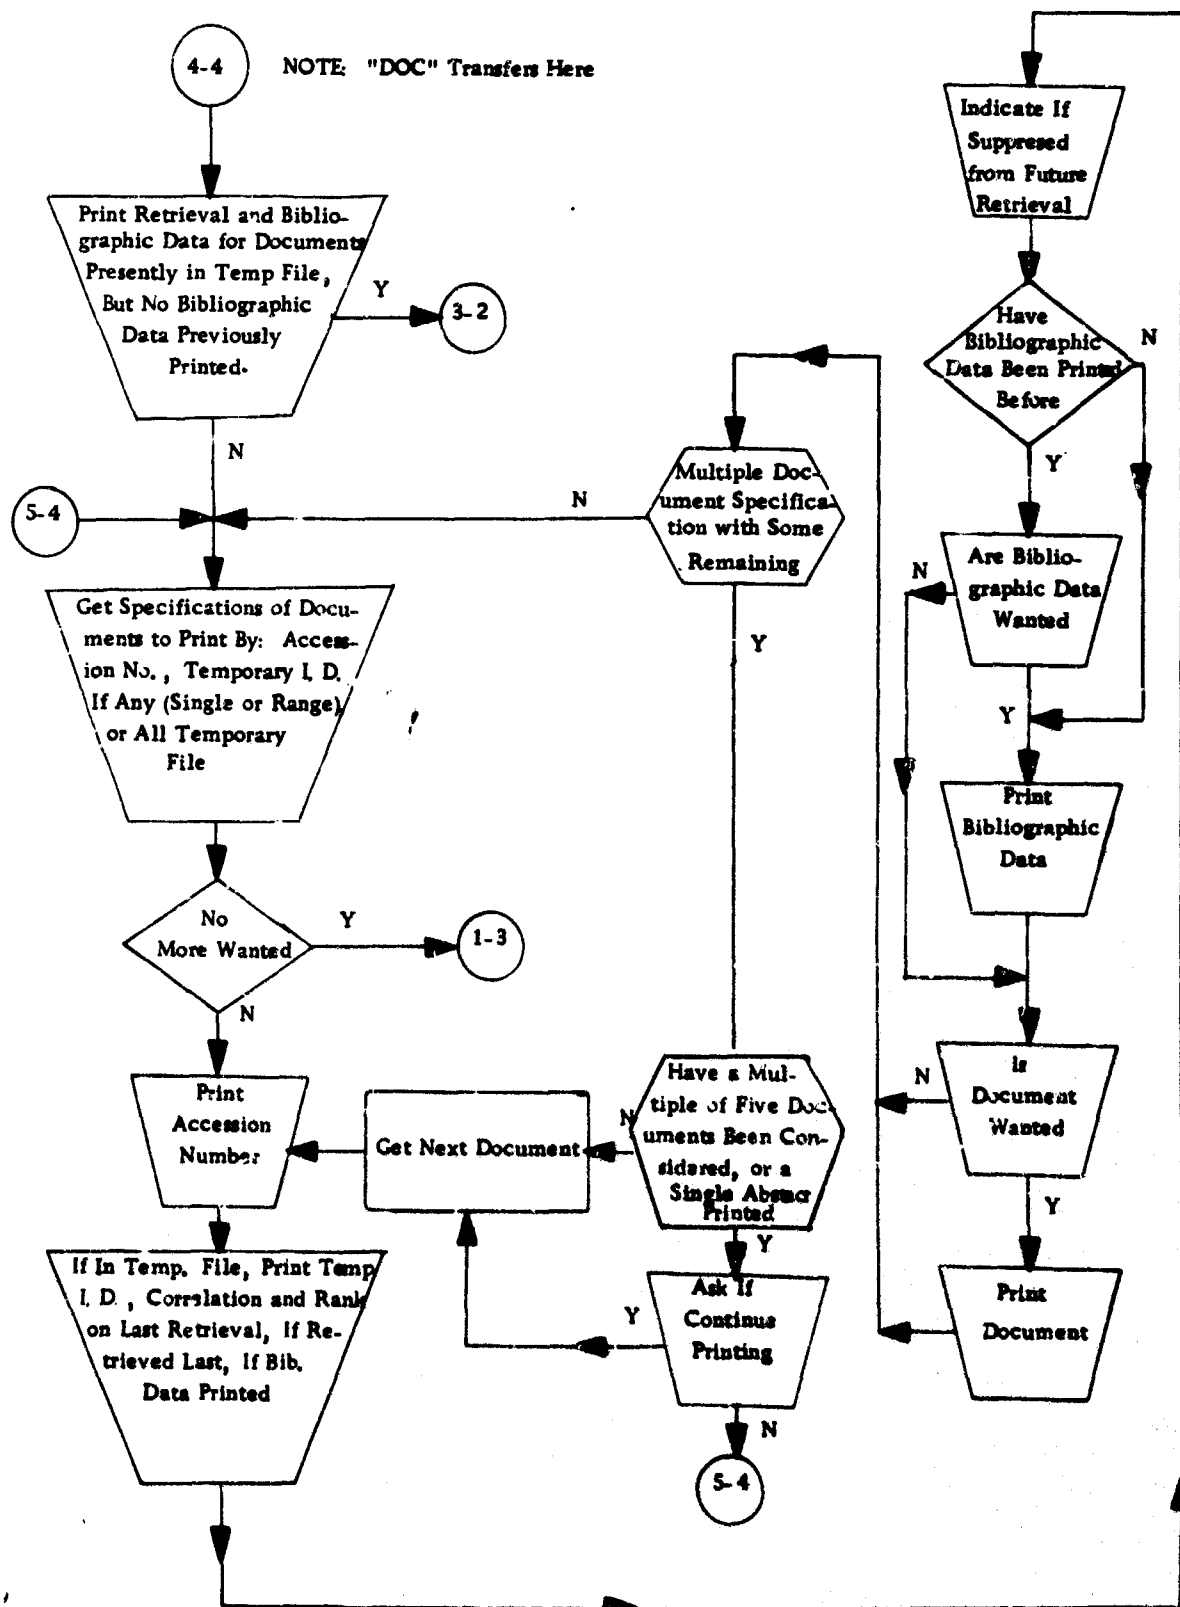 4-4
NOTE: "DOC" Transfers Here
Print Retrieval and Biblio-
graphic Data for Documents
Presently in Temp File,
But No Bibliographic
Data Previously
Printed.
Y
3-2
N
5-4
Get Specifications of Docu-
ments to Print By: Access-
ion No., Temporary I. D.
If Any (Single or Range)
or All Temporary
File
No
More Wanted
Y
1-3
N
Print
Accession
Number
If In Temp. File, Print Temp
I. D., Correlation and Rank
on Last Retrieval, If Re-
trieved Last, If Bib.
Data Printed
Multiple Doc-
ument Specifica-
tion with Some
Remaining
N
Y
Have a Mul-
tiple of Five Doc-
uments Been Con-
sidered, or a
Single Abstact
Printed
N
Get Next Document
Y
Ask If
Continue
Printing
Y
N
5-4
Indicate If
Suppresed
from Future
Retrieval
Have
Bibliographic
Data Been Printed
Before
N
Y
Are Biblio-
graphic Data
Wanted
N
Y
Print
Bibliographic
Data
Is
Document
Wanted
N
Y
Print
Document